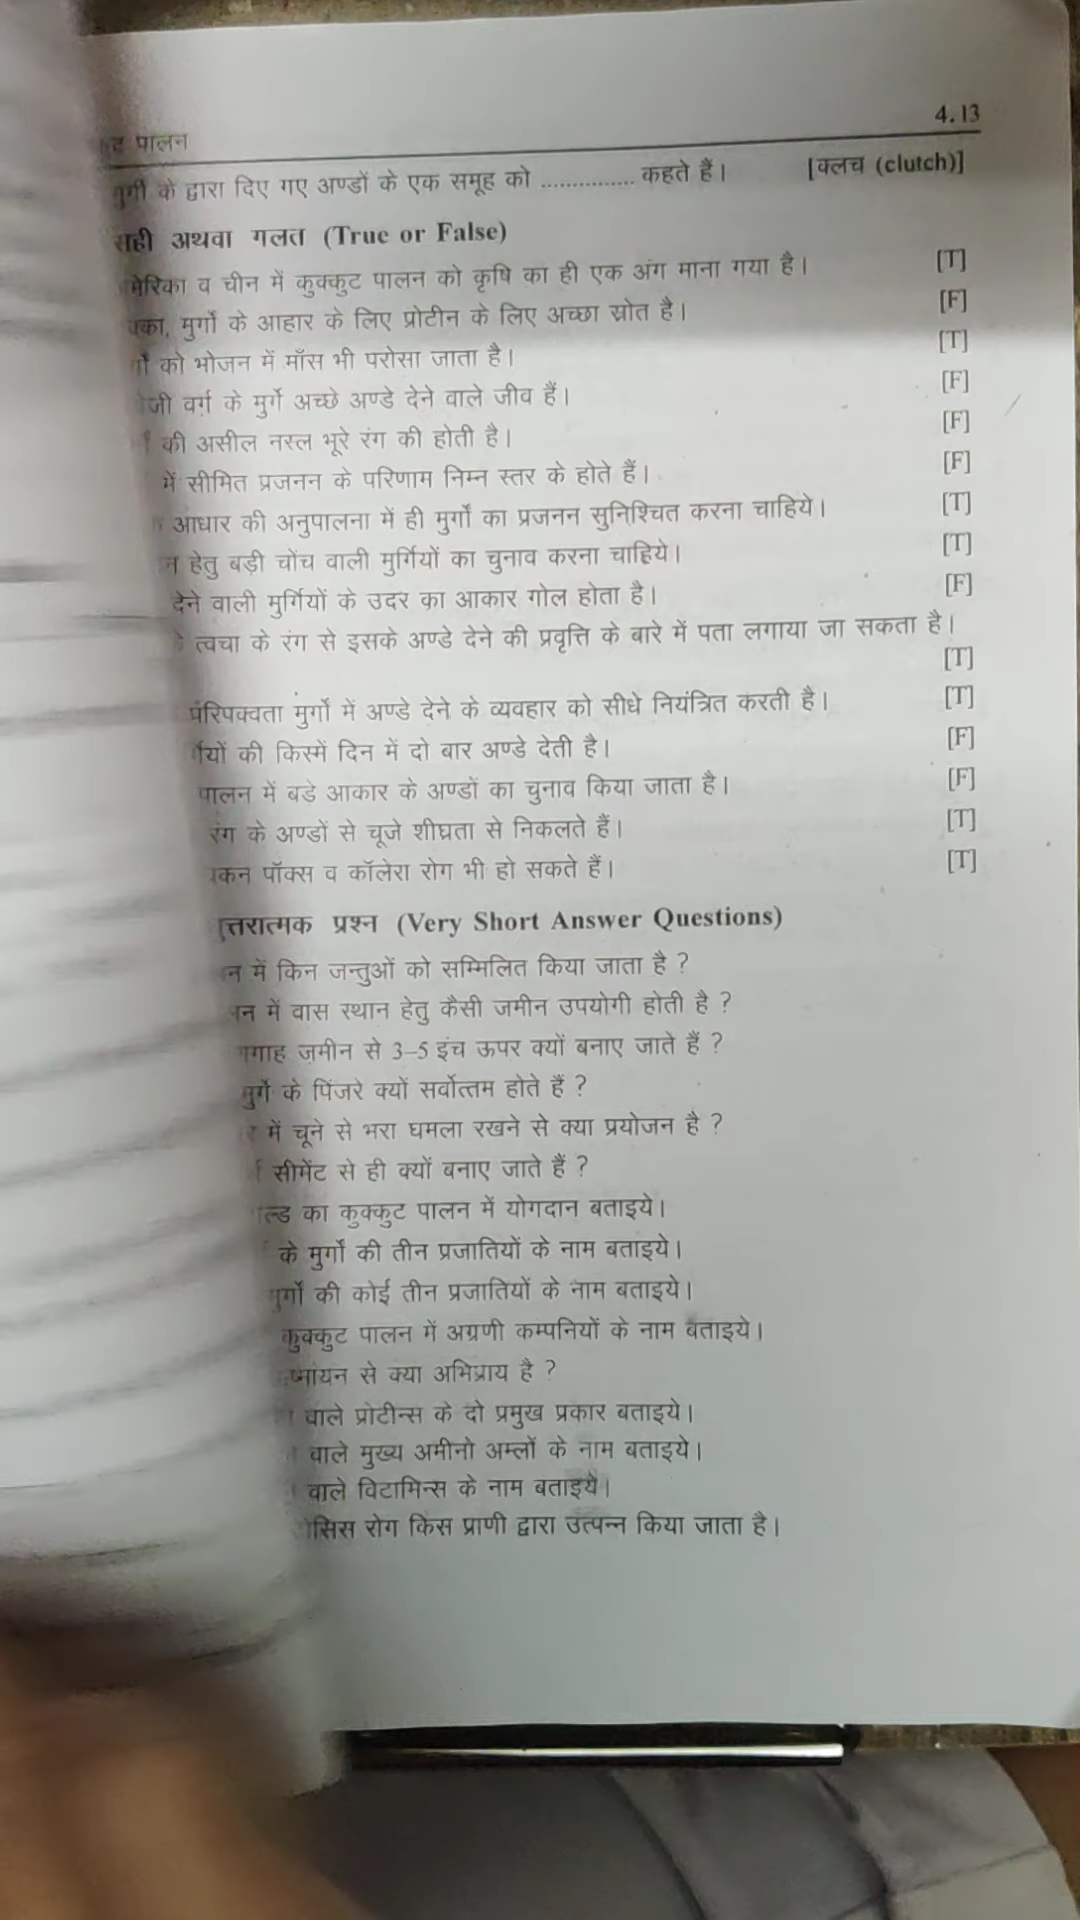 4.13
पालन
मुर्गी के द्वारा दिए गए अण्डों के एक समूह को ............... कहते हैं। [क्लच (clutch)]
सही अथवा गलत (True or False)
व चीन में कुक्कुट पालन को कृषि का ही एक अंग माना गया है। [T]
मुर्गों के आहार के लिए प्रोटीन के लिए अच्छा स्रोत है। [F]
को भोजन में माँस भी परोसा जाता है। [T]
वर्ग के मुर्गे अच्छे अण्डे देने वाले जीव हैं। [F]
की असील नस्ल भूरे रंग की होती है। [F]
में सीमित प्रजनन के परिणाम निम्न स्तर के होते हैं। [F]
आधार की अनुपालना में ही मुर्गों का प्रजनन सुनिश्चित करना चाहिये। [T]
हेतु बड़ी चोंच वाली मुर्गियों का चुनाव करना चाहिये। [T]
देने वाली मुर्गियों के उदर का आकार गोल होता है। [F]
त्वचा के रंग से इसके अण्डे देने की प्रवृत्ति के बारे में पता लगाया जा सकता है।
[T]
परिपक्वता मुर्गों में अण्डे देने के व्यवहार को सीधे नियंत्रित करती है। [T]
की किस्में दिन में दो बार अण्डे देती है। [F]
पालन में बडे आकार के अण्डों का चुनाव किया जाता है। [F]
रंग के अण्डों से चूजे शीघ्रता से निकलते हैं। [T]
पॉक्स व कॉलेरा रोग भी हो सकते हैं। [T]
प्रश्न (Very Short Answer Questions)
में किन जन्तुओं को सम्मिलित किया जाता है ?
में वास स्थान हेतु कैसी जमीन उपयोगी होती है ?
जमीन से 3–5 इंच ऊपर क्यों बनाए जाते हैं ?
मुर्गे के पिंजरे क्यों सर्वोत्तम होते हैं ?
में चूने से भरा घमला रखने से क्या प्रयोजन है ?
सीमेंट से ही क्यों बनाए जाते हैं ?
का कुक्कुट पालन में योगदान बताइये।
के मुर्गों की तीन प्रजातियों के नाम बताइये।
मुर्गों की कोई तीन प्रजातियों के नाम बताइये।
कुक्कुट पालन में अग्रणी कम्पनियों के नाम बताइये।
से क्या अभिप्राय है ?
वाले प्रोटीन्स के दो प्रमुख प्रकार बताइये।
वाले मुख्य अमीनो अम्लों के नाम बताइये।
वाले विटामिन्स के नाम बताइये।
रोग किस प्राणी द्वारा उत्पन्न किया जाता है।